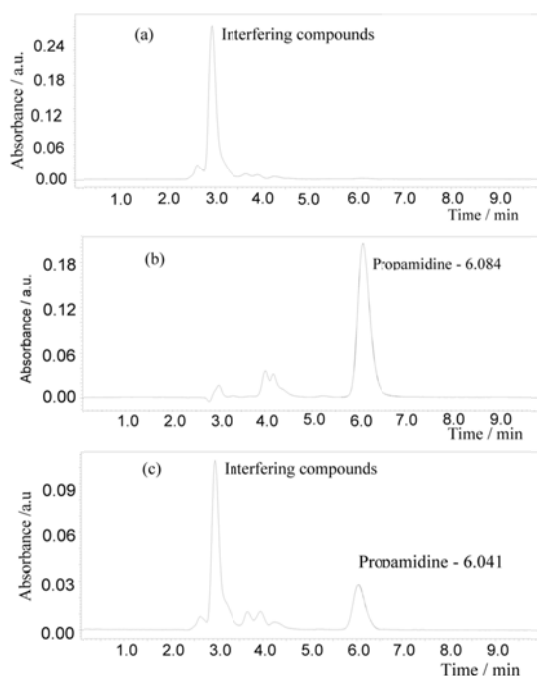 (a) Interfering compounds
Absorbance / a.u.
0.24
0.18
0.12
0.06
0.00
1.0 2.0 3.0 4.0 5.0 6.0 7.0 8.0 9.0
Time / min
(b) Propamidine - 6.084
Absorbance / a.u.
0.18
0.12
0.06
0.00
1.0 2.0 3.0 4.0 5.0 6.0 7.0 8.0 9.0
Time / min
(c) Interfering compounds
Absorbance /a.u
0.09
0.06
0.03
0.00
Propamidine - 6.041
1.0 2.0 3.0 4.0 5.0 6.0 7.0 8.0 9.0
Time / min